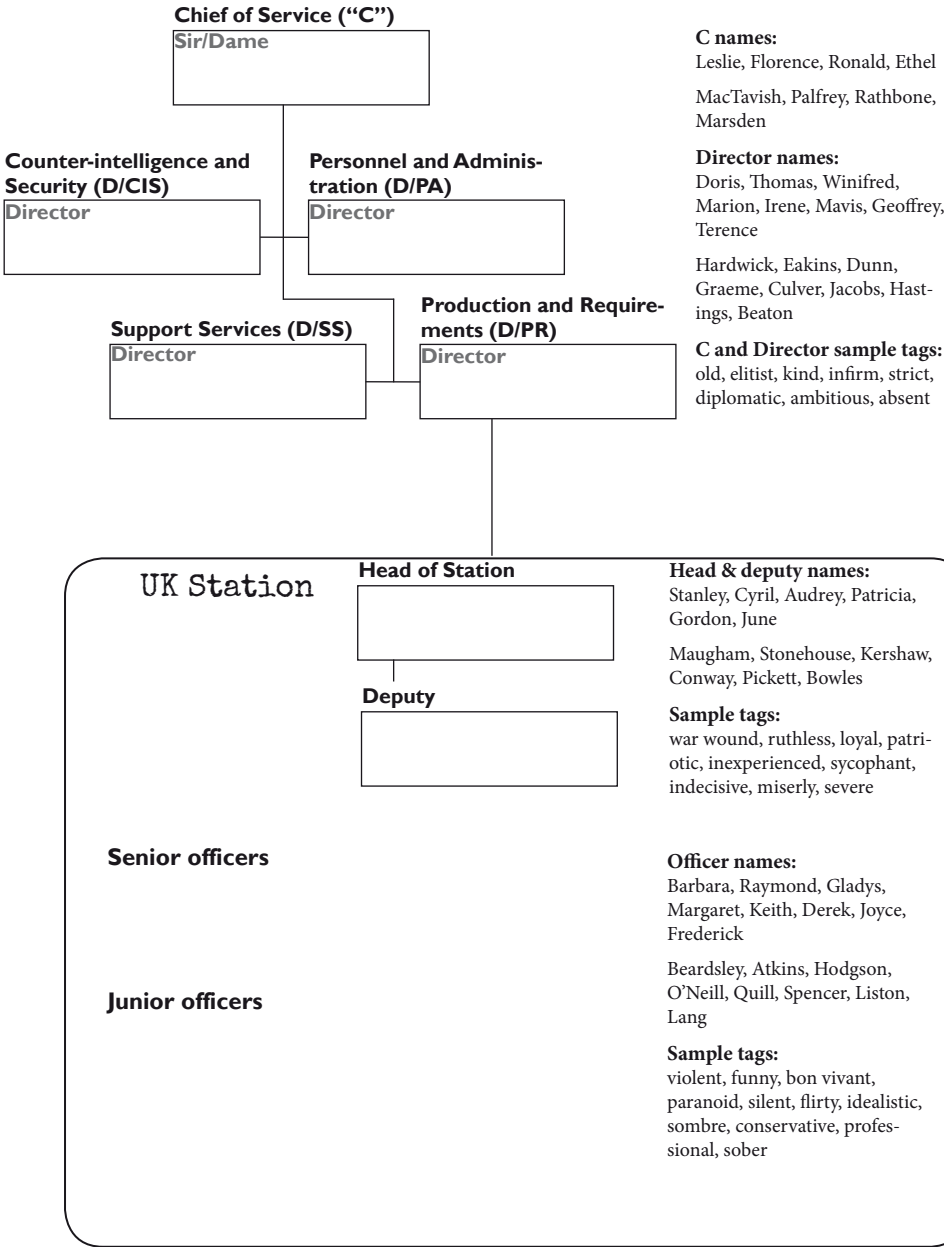 Chief of Service (“C”)
Sir/Dame
Counter-intelligence and
Security (D/CIS)
Director
Personnel and Adminis-
tration (D/PA)
Director
Support Services (D/SS)
Director
Production and Require-
ments (D/PR)
Director
C names:
Leslie, Florence, Ronald, Ethel
MacTavish, Palfrey, Rathbone,
Marsden
Director names:
Doris, Thomas, Winifred,
Marion, Irene, Mavis, Geoffrey,
Terence
Hardwick, Eakins, Dunn,
Graeme, Culver, Jacobs, Hast-
ings, Beaton
C and Director sample tags:
old, elitist, kind, infirm, strict,
diplomatic, ambitious, absent
UK Station
Head of Station
Deputy
Head & deputy names:
Stanley, Cyril, Audrey, Patricia,
Gordon, June
Maugham, Stonehouse, Kershaw,
Conway, Pickett, Bowles
Sample tags:
war wound, ruthless, loyal, patri-
otic, inexperienced, sycophant,
indecisive, miserly, severe
Senior officers
Junior officers
Officer names:
Barbara, Raymond, Gladys,
Margaret, Keith, Derek, Joyce,
Frederick
Beardsley, Atkins, Hodgson,
O’Neill, Quill, Spencer, Liston,
Lang
Sample tags:
violent, funny, bon vivant,
paranoid, silent, flirty, idealistic,
sombre, conservative, profes-
sional, sober